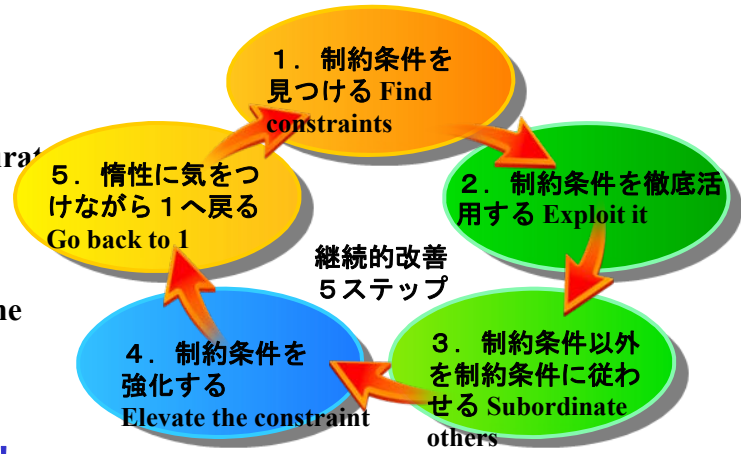 １．制約条件を
見つける Find
constraints
２．制約条件を徹底活
用する Exploit it
３．制約条件以外
を制約条件に従わ
せる Subordinate
others
４．制約条件を
強化する
Elevate the constraint
５．惰性に気をつ
けながら１へ戻る
Go back to 1
継続的改善
５ステップ